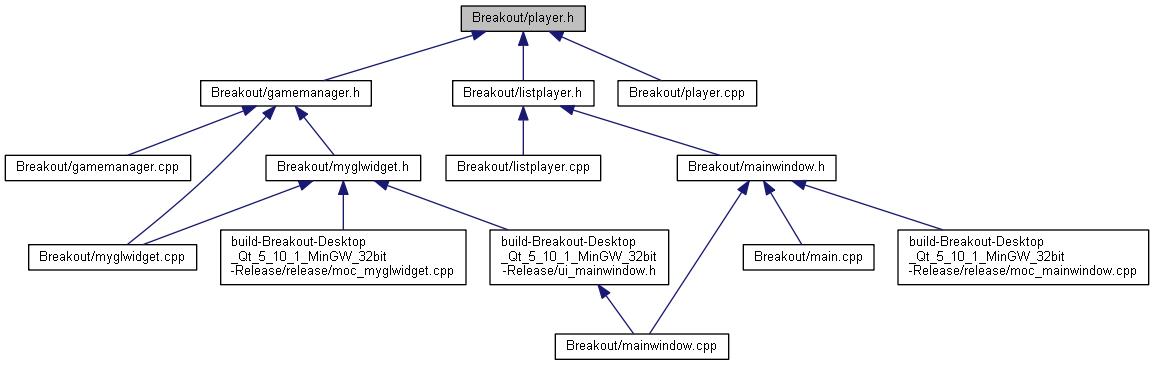 Breakout/player.h
Breakout/gamemanager.h
Breakout/listplayer.h
Breakout/player.cpp
Breakout/gamemanager.cpp
Breakout/myglwidget.h
Breakout/listplayer.cpp
Breakout/mainwindow.h
Breakout/myglwidget.cpp
build-Breakout-Desktop
_Qt_5_10_1_MinGW_32bit
-Release/release/moc_myglwidget.cpp
build-Breakout-Desktop
_Qt_5_10_1_MinGW_32bit
-Release/ui_mainwindow.h
Breakout/main.cpp
build-Breakout-Desktop
_Qt_5_10_1_MinGW_32bit
-Release/release/moc_mainwindow.cpp
Breakout/mainwindow.cpp